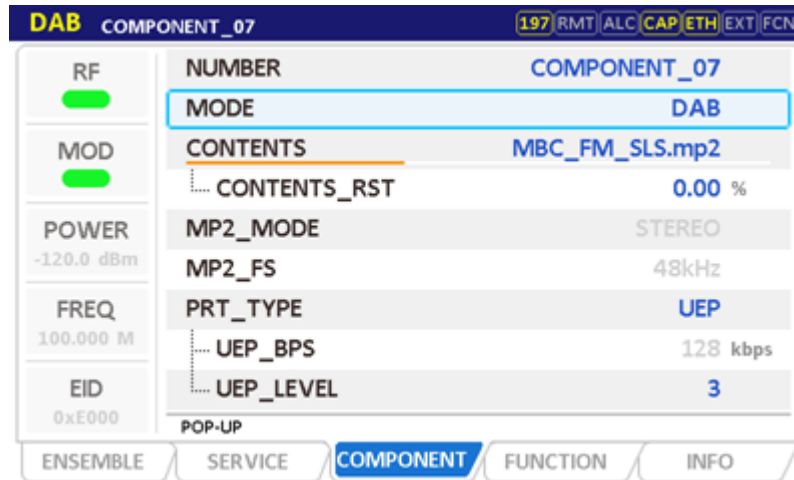 DAB COMPONENT_07 197 RMT ALC CAP ETH EXT FCN
RF
MOD
POWER
-120.0 dBm
FREQ
100.000 M
EID
0xE000
NUMBER COMPONENT_07
MODE DAB
CONTENTS MBC_FM_SLS.mp2
CONTENTS_RST 0.00 %
MP2_MODE STEREO
MP2_FS 48kHz
PRT_TYPE UEP
UEP_BPS 128 kbps
UEP_LEVEL 3
POP-UP
ENSEMBLE SERVICE COMPONENT FUNCTION INFO